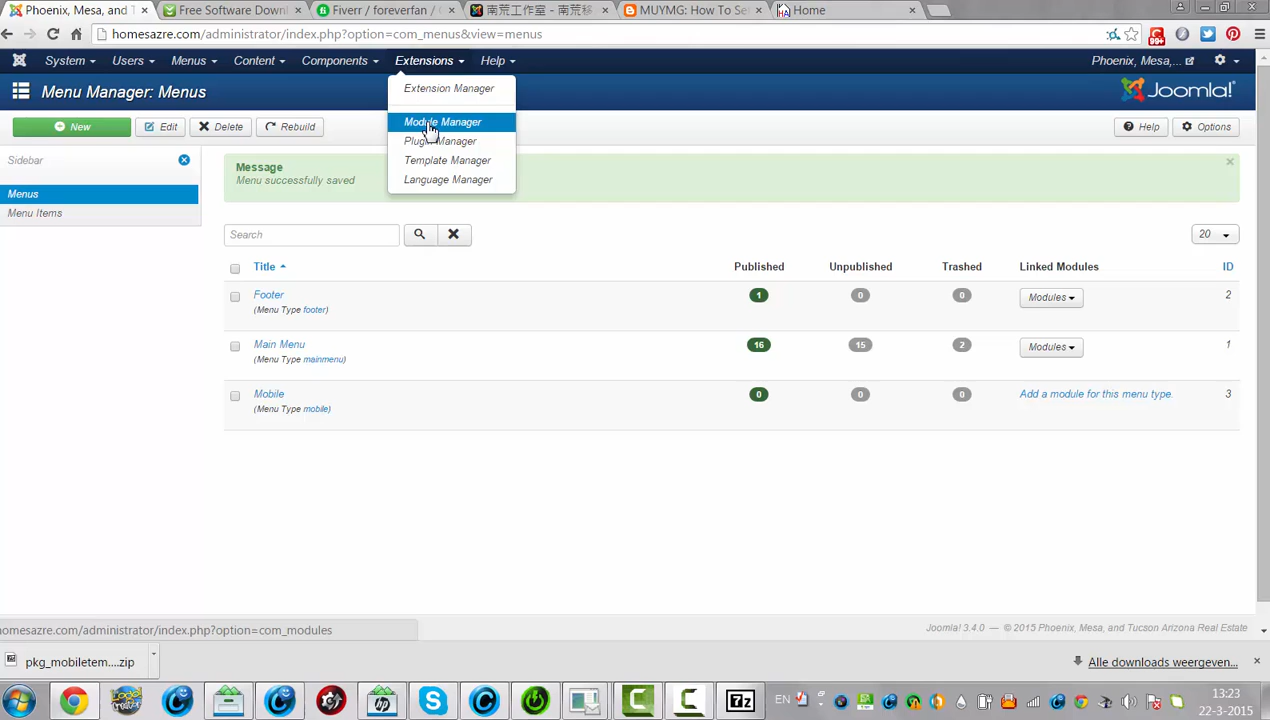 Phoenix, Mesa, and T
Free Software Down
Fiverr / foreverfan /
南荒工作室 - 南荒移
MUYMG: How To Se
Home
homesazre.com/administrator/index.php?option=com_menus&view=menus
99+
System Users Menus Content Components Extensions Help
Phoenix, Mesa,...
Menu Manager: Menus
Joomla!
Extension Manager
Module Manager
Plugin Manager
Template Manager
Language Manager
New
Edit
Delete
Rebuild
Help
Options
Sidebar
Menus
Menu Items
Message
Menu successfully saved
Search
20
Title
Published
Unpublished
Trashed
Linked Modules
ID
Footer
1
0
0
Modules
2
(Menu Type footer)
Main Menu
16
15
2
Modules
1
(Menu Type mainmenu)
Mobile
0
0
0
Add a module for this menu type.
3
(Menu Type mobile)
homesazre.com/administrator/index.php?option=com_modules
Joomla! 3.4.0 — © 2015 Phoenix, Mesa, and Tucson Arizona Real Estate
pkg_mobiletem....zip
Alle downloads weergeven...
EN
13:23
22-3-2015